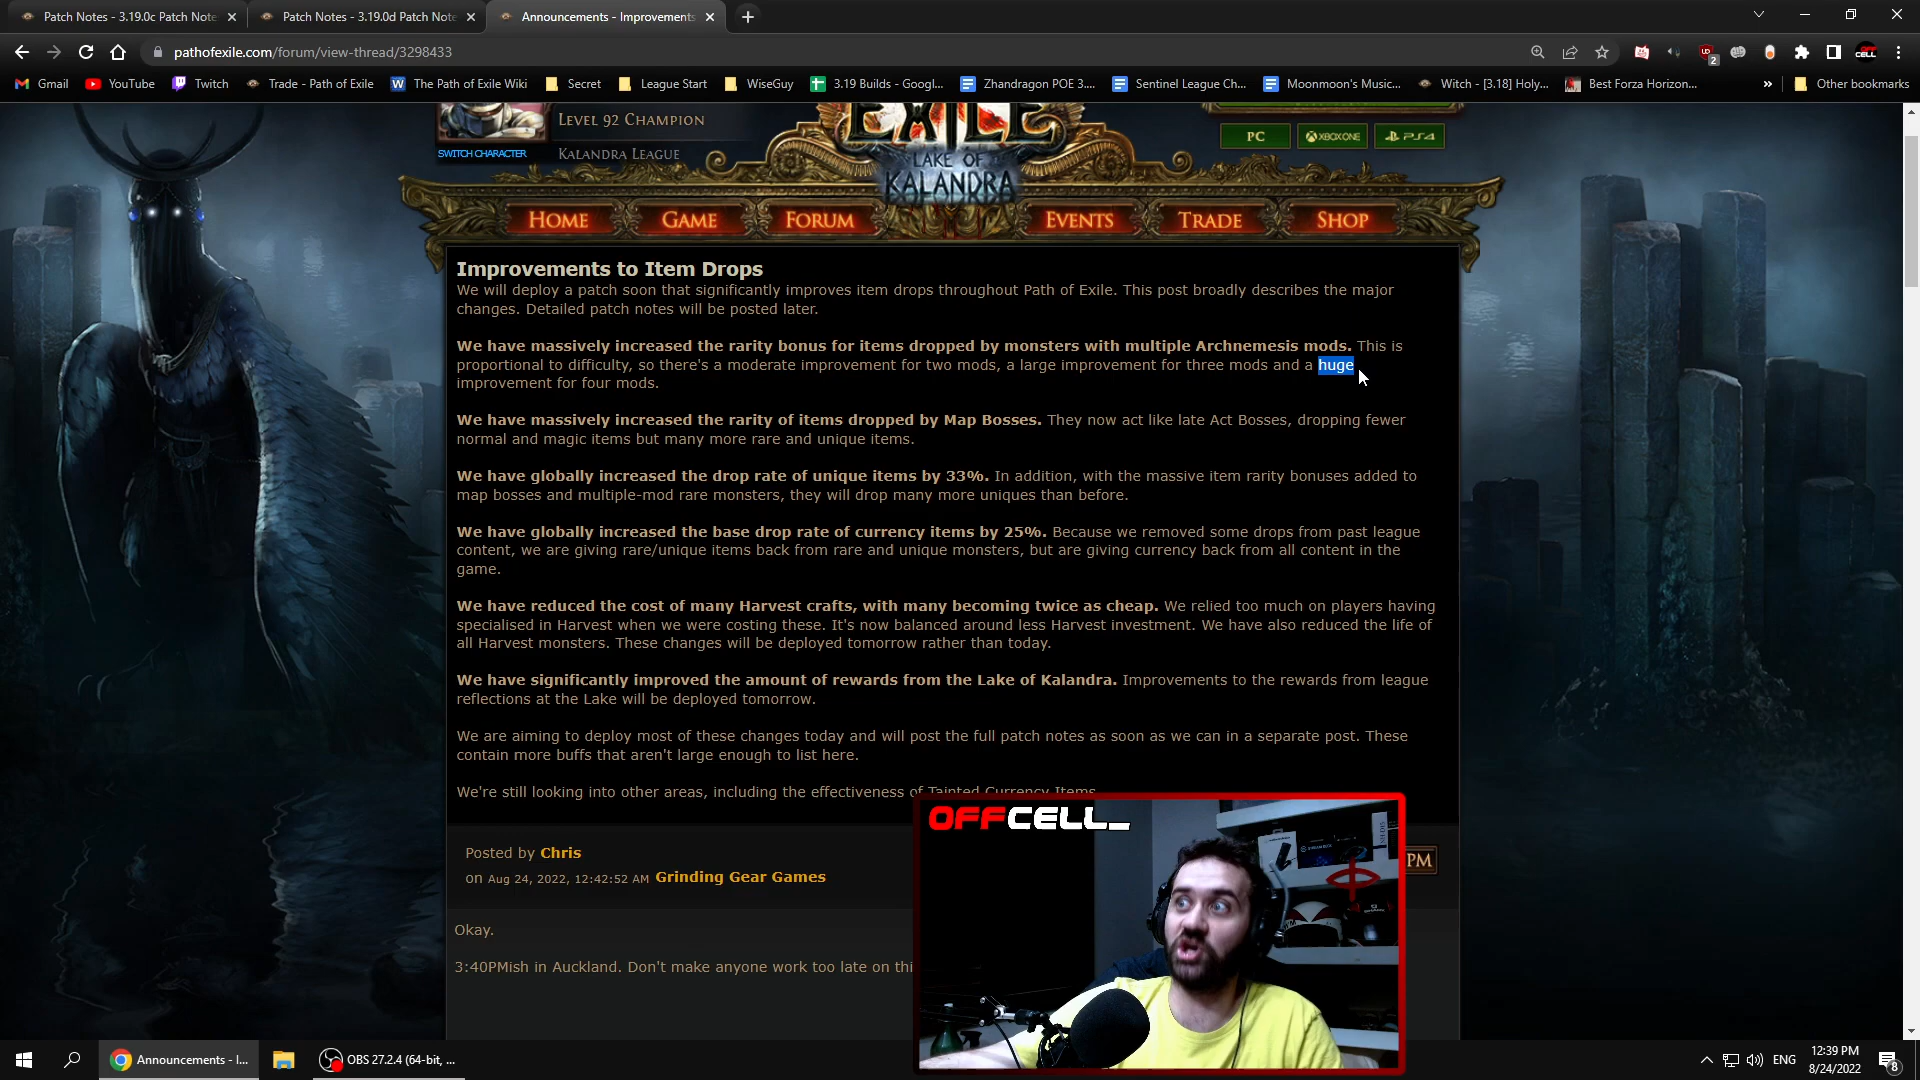 Patch Notes - 3.19.0c Patch Note
Patch Notes - 3.19.0d Patch Note
Announcements - Improvements
pathofexile.com/forum/view-thread/3298433
2
OFF CELL
Gmail
YouTube
Twitch
Trade - Path of Exile
The Path of Exile Wiki
Secret
League Start
WiseGuy
3.19 Builds - Googl...
Zhandragon POE 3....
Sentinel League Ch...
Moonmoon's Music...
Witch - [3.18] Holy...
Best Forza Horizon...
»
Other bookmarks
LEVEL 92 CHAMPION
SWITCH CHARACTER
KALANDRA LEAGUE
EXILE
LAKE OF
KALANDRA
PC
XBOX ONE
PS4
HOME
GAME
FORUM
EVENTS
TRADE
SHOP
Improvements to Item Drops
We will deploy a patch soon that significantly improves item drops throughout Path of Exile. This post broadly describes the major
changes. Detailed patch notes will be posted later.
We have massively increased the rarity bonus for items dropped by monsters with multiple Archnemesis mods. This is
proportional to difficulty, so there's a moderate improvement for two mods, a large improvement for three mods and a huge
improvement for four mods.
We have massively increased the rarity of items dropped by Map Bosses. They now act like late Act Bosses, dropping fewer
normal and magic items but many more rare and unique items.
We have globally increased the drop rate of unique items by 33%. In addition, with the massive item rarity bonuses added to
map bosses and multiple-mod rare monsters, they will drop many more uniques than before.
We have globally increased the base drop rate of currency items by 25%. Because we removed some drops from past league
content, we are giving rare/unique items back from rare and unique monsters, but are giving currency back from all content in the
game.
We have reduced the cost of many Harvest crafts, with many becoming twice as cheap. We relied too much on players having
specialised in Harvest when we were costing these. It's now balanced around less Harvest investment. We have also reduced the life of
all Harvest monsters. These changes will be deployed tomorrow rather than today.
We have significantly improved the amount of rewards from the Lake of Kalandra. Improvements to the rewards from league
reflections at the Lake will be deployed tomorrow.
We are aiming to deploy most of these changes today and will post the full patch notes as soon as we can in a separate post. These
contain more buffs that aren't large enough to list here.
We're still looking into other areas, including the effectiveness of Tainted Currency Items.
OFFCELL_
Posted by Chris
on Aug 24, 2022, 12:42:52 AM Grinding Gear Games
PM
Okay.
3:40PMish in Auckland. Don't make anyone work too late on thi
Announcements - I...
OBS 27.2.4 (64-bit, ...
ENG
12:39 PM
8/24/2022
8